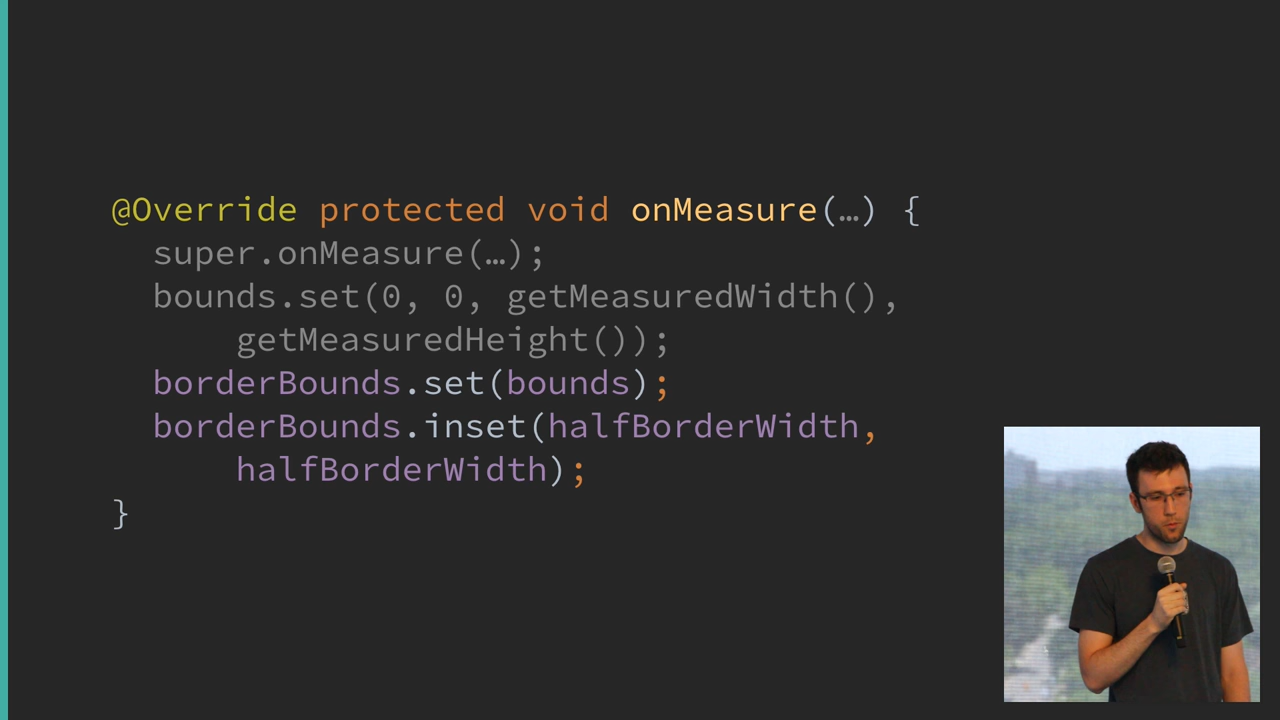 @Override protected void onMeasure(…) {
super.onMeasure(…);
bounds.set(0, 0, getMeasuredWidth(),
getMeasuredHeight());
borderBounds.set(bounds);
borderBounds.inset(halfBorderWidth,
halfBorderWidth);
}